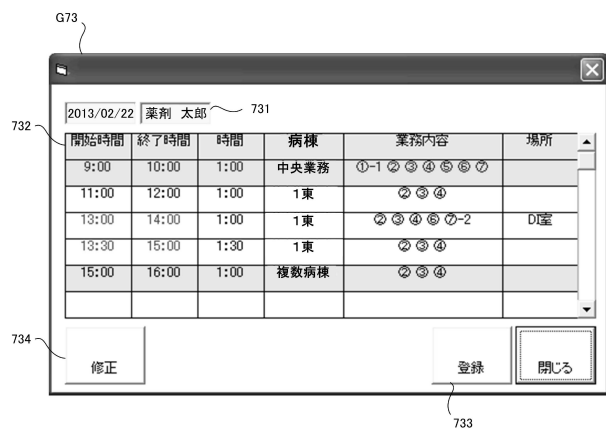 G73
2013/02/22 薬剤 太郎 731
732
開始時間 終了時間 時間 病棟 業務内容 場所
9:00 10:00 1:00 中央業務 ①-1 ② ③ ④ ⑤ ⑥ ⑦
11:00 12:00 1:00 1東 ② ③ ④
13:00 14:00 1:00 1東 ② ③ ④ ⑥ ⑦-2 DI室
13:30 15:00 1:30 1東 ② ③ ④
15:00 16:00 1:00 複数病棟 ② ③ ④
734
修正 登録 閉じる
733